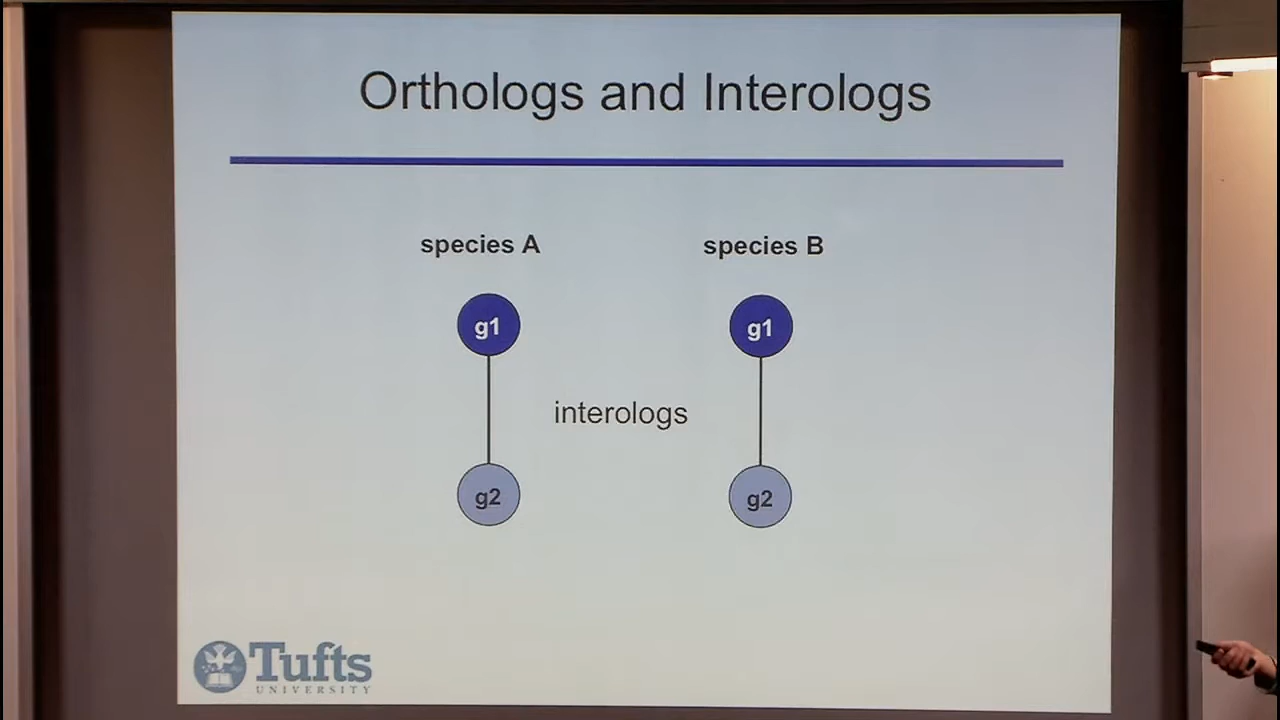 Orthologs and Interologs
species A
species B
g1
g1
interologs
g2
g2
Tufts
UNIVERSITY